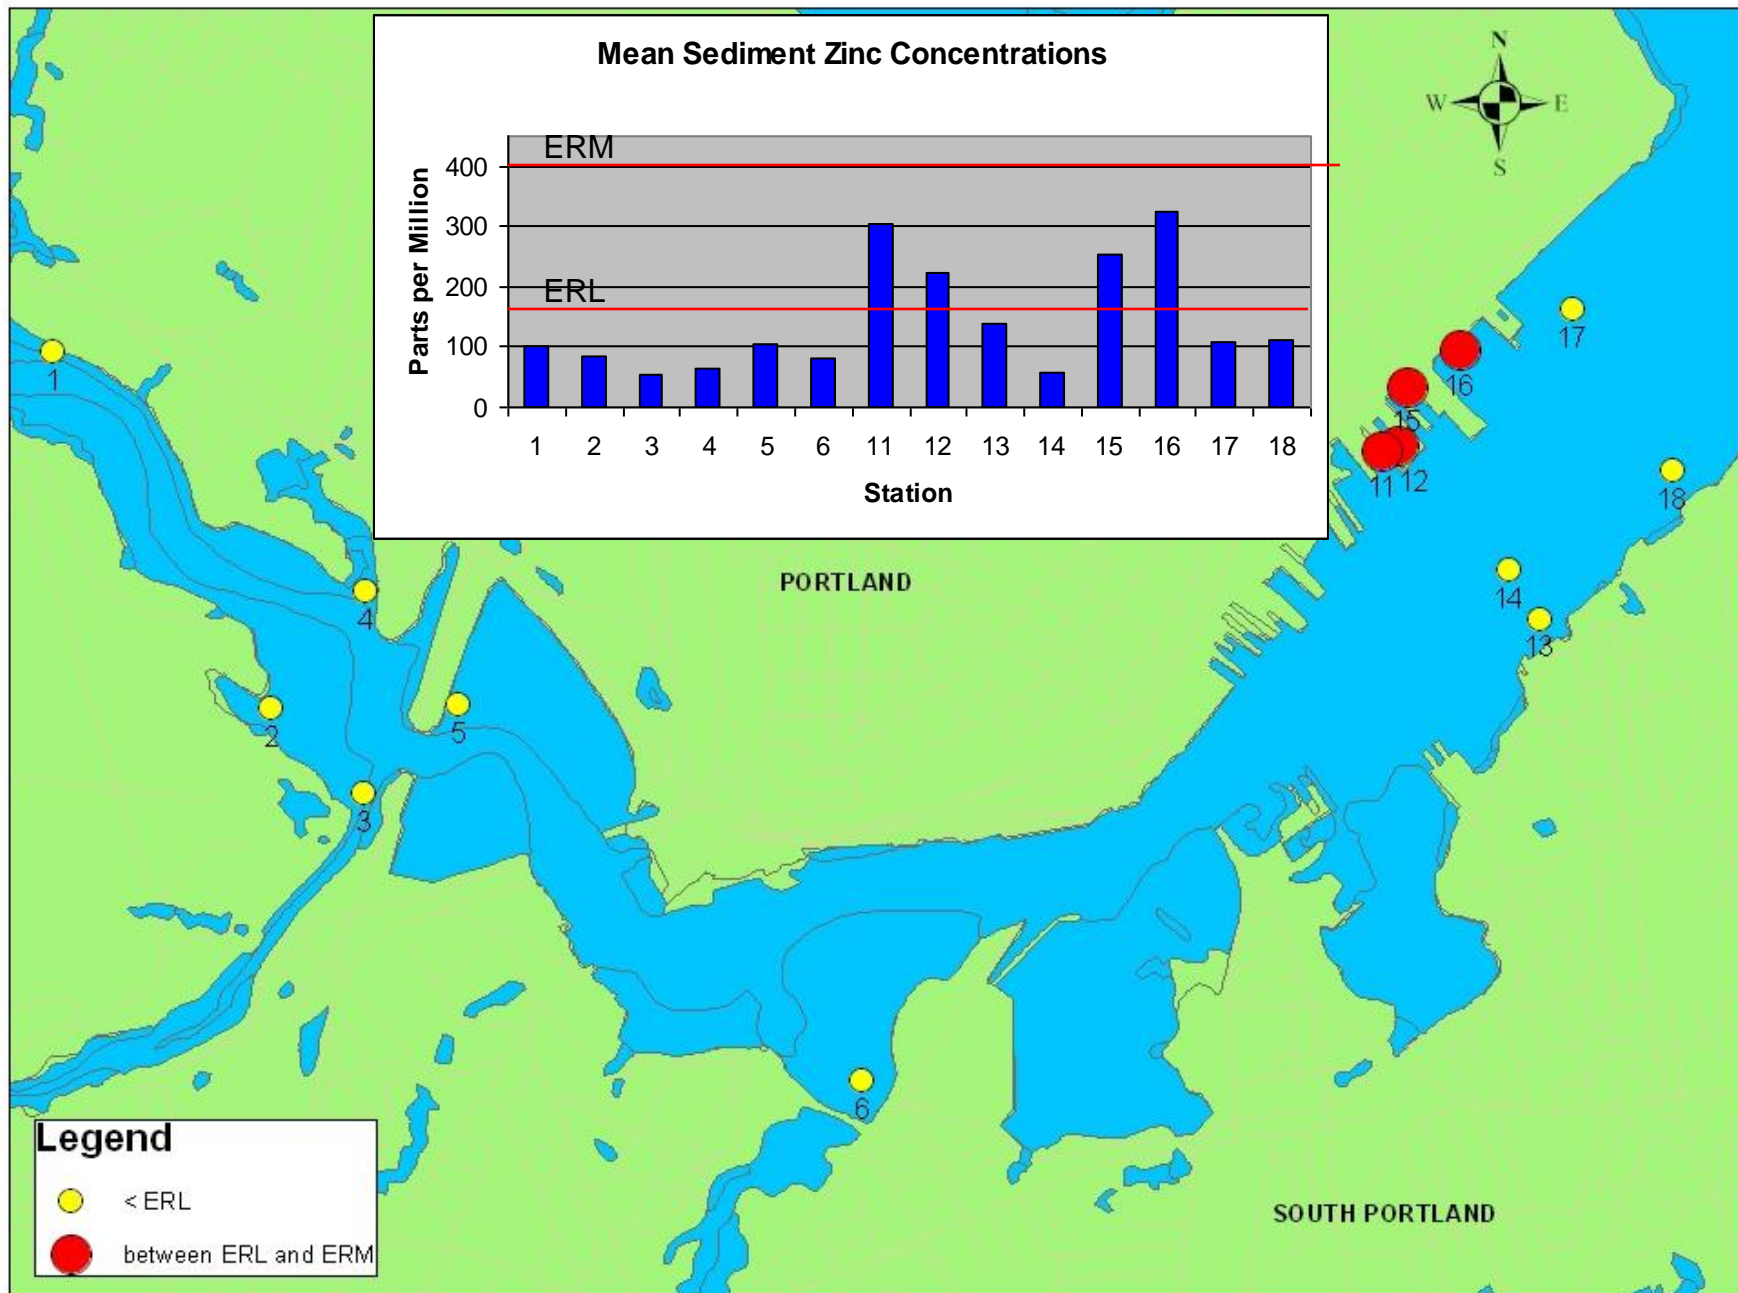 Mean Sediment Zinc Concentrations
N
W E
S
ERM
400
300
200
100
0
ERL
Parts per Million
1 2 3 4 5 6 11 12 13 14 15 16 17 18
Station
1
17
16
15
11 12
18
PORTLAND
4
14
13
2
5
3
6
Legend
< ERL
between ERL and ERM
SOUTH PORTLAND